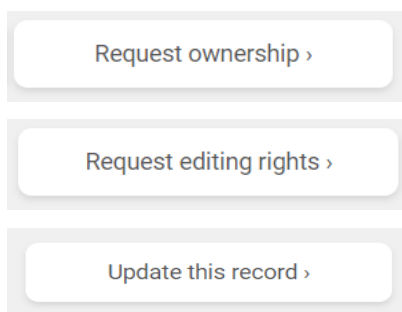 Request ownership ›
Request editing rights ›
Update this record ›